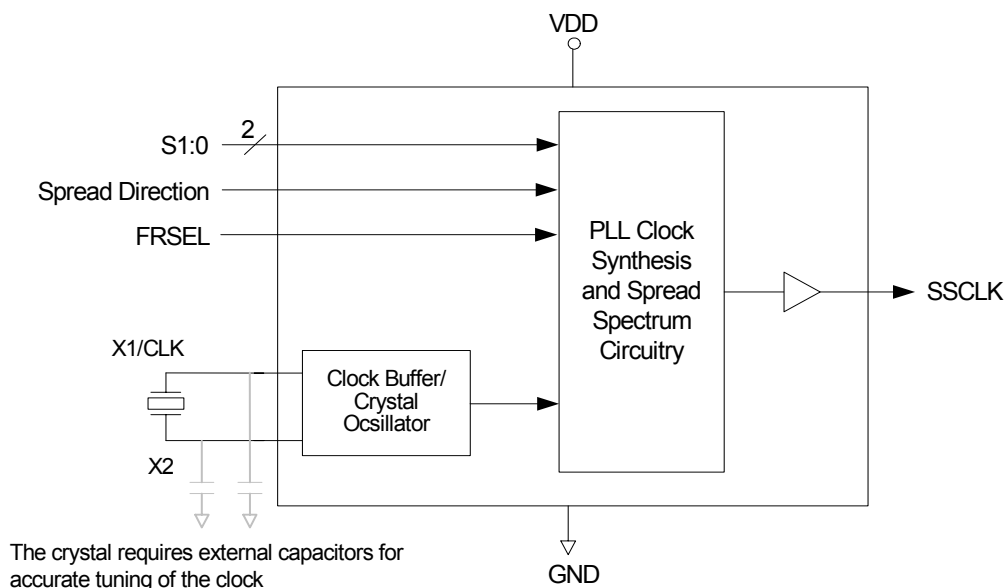 VDD
2
S1:0
Spread Direction
FRSEL
PLL Clock
Synthesis
and Spread
Spectrum
Circuitry
SSCLK
X1/CLK
Clock Buffer/
Crystal
Ocsillator
X2
The crystal requires external capacitors for
accurate tuning of the clock
GND